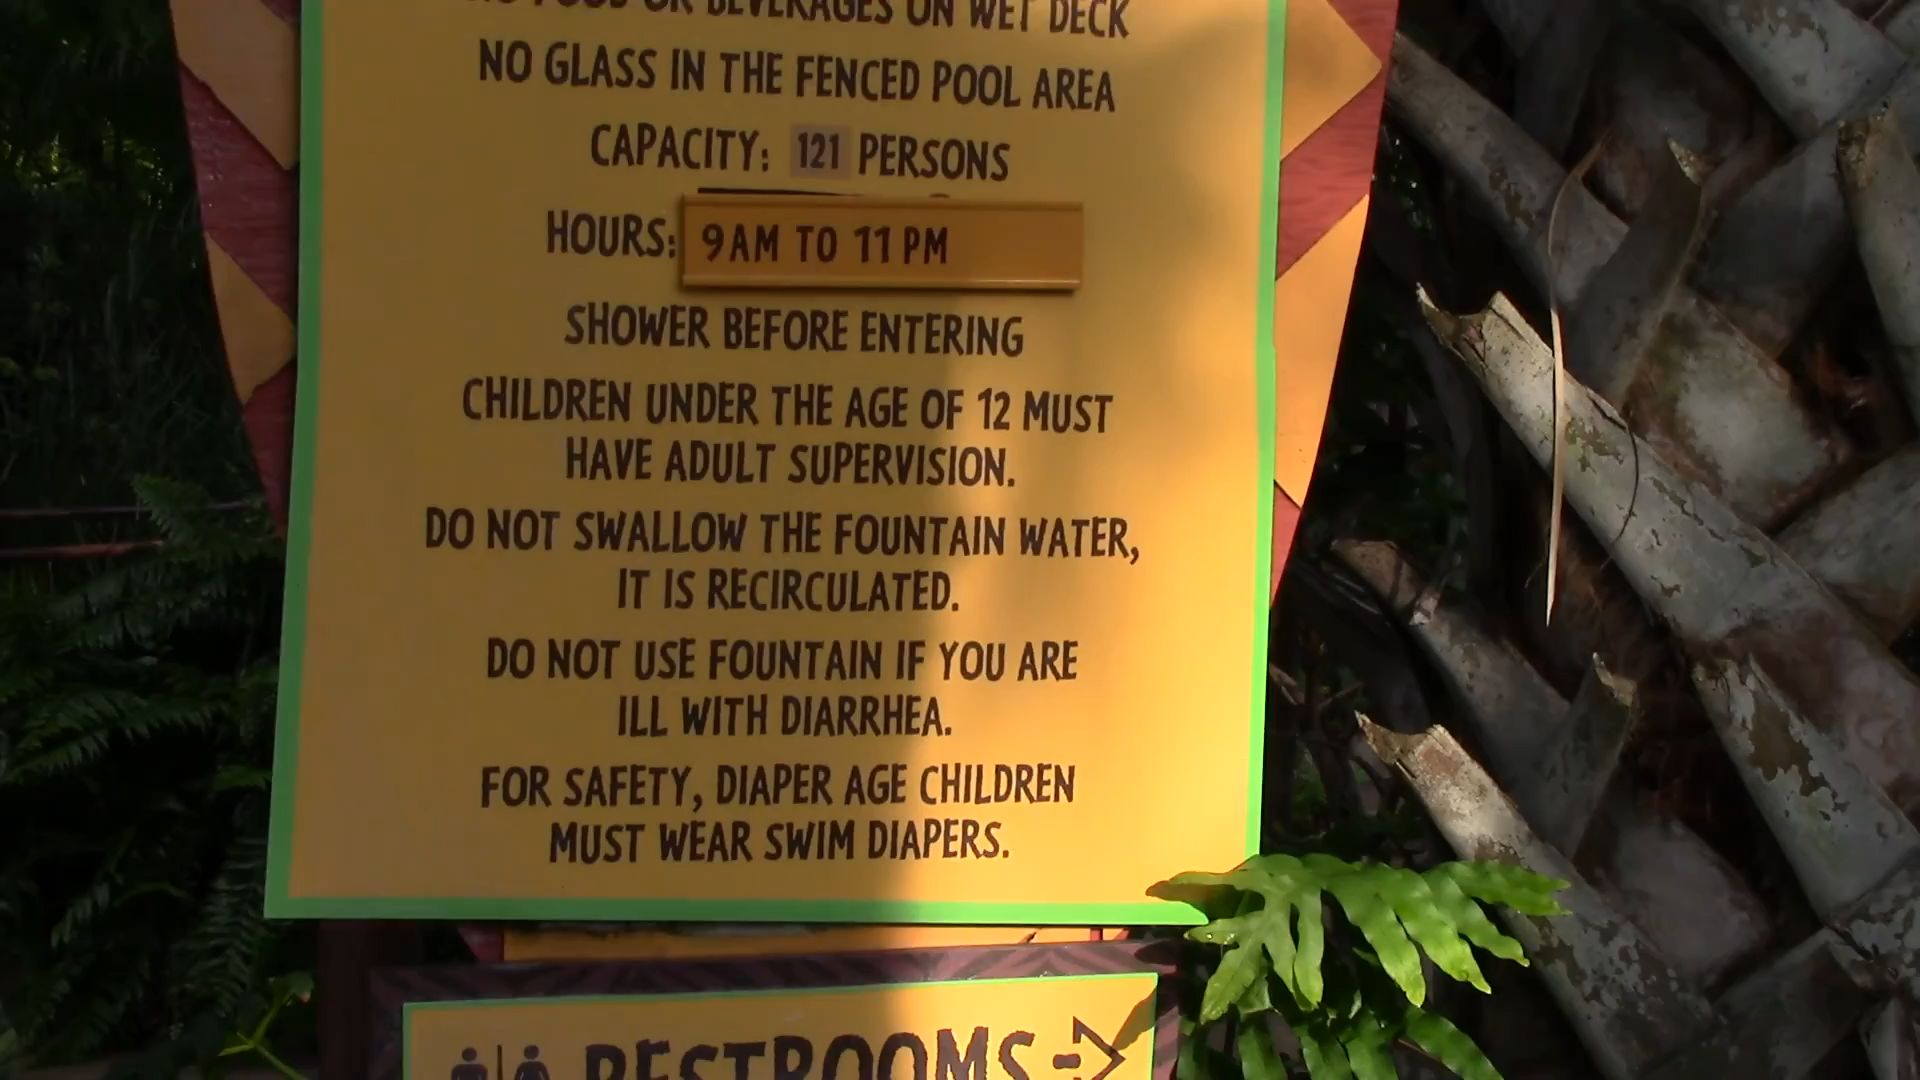 NO FOOD OR BEVERAGES ON WET DECK
NO GLASS IN THE FENCED POOL AREA
CAPACITY: 121 PERSONS
HOURS: 9AM TO 11PM
SHOWER BEFORE ENTERING
CHILDREN UNDER THE AGE OF 12 MUST
HAVE ADULT SUPERVISION.
DO NOT SWALLOW THE FOUNTAIN WATER,
IT IS RECIRCULATED.
DO NOT USE FOUNTAIN IF YOU ARE
ILL WITH DIARRHEA.
FOR SAFETY, DIAPER AGE CHILDREN
MUST WEAR SWIM DIAPERS.
RESTROOMS